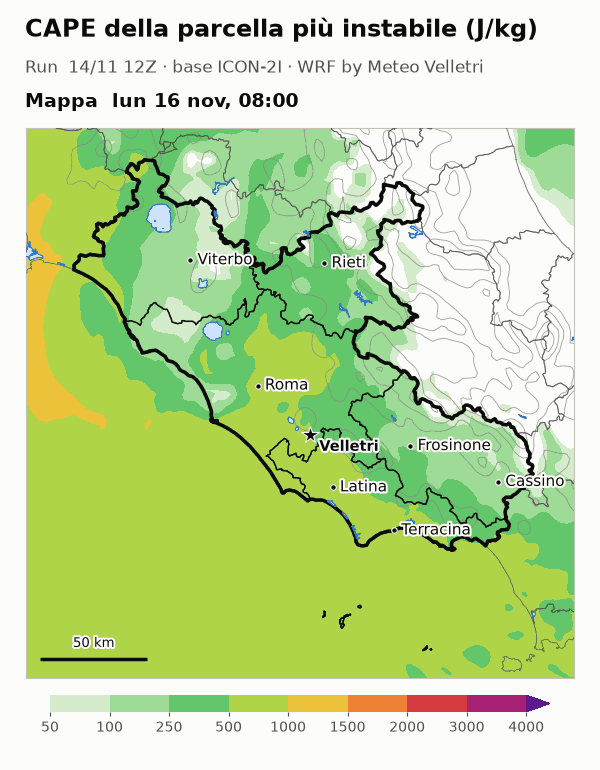 CAPE della parcella più instabile (J/kg)
Run  14/11 12Z · base ICON-2I · WRF by Meteo Velletri
Mappa  lun 16 nov, 08:00
Viterbo
Rieti
Roma
Velletri
Frosinone
Cassino
Latina
Terracina
50 km
50 100 250 500 1000 1500 2000 3000 4000